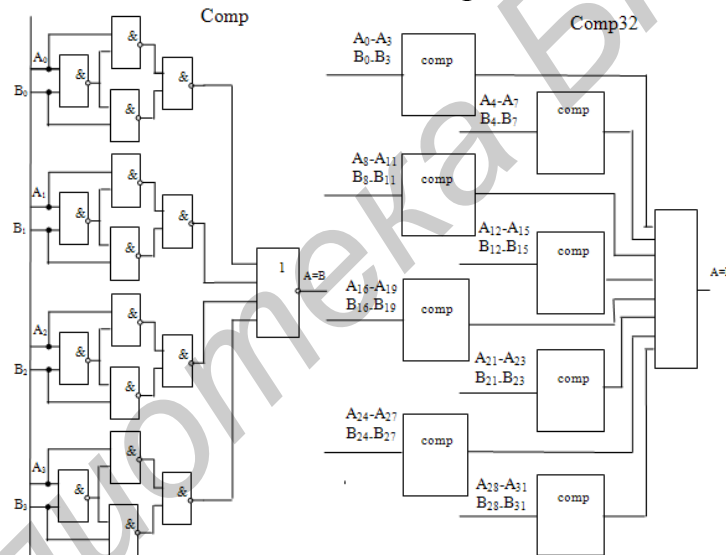 Comp
A0
B0
&
&
&
&
A1
B1
&
&
&
&
A2
B2
&
&
&
&
A3
B3
&
&
&
&
1
A=B
Comp32
A0-A3
B0-B3
comp
A4-A7
B4-B7
comp
A8-A11
B8-B11
comp
A12-A15
B12-B15
comp
A16-A19
B16-B19
comp
A21-A23
B21-B23
comp
A24-A27
B24-B27
comp
A28-A31
B28-B31
comp